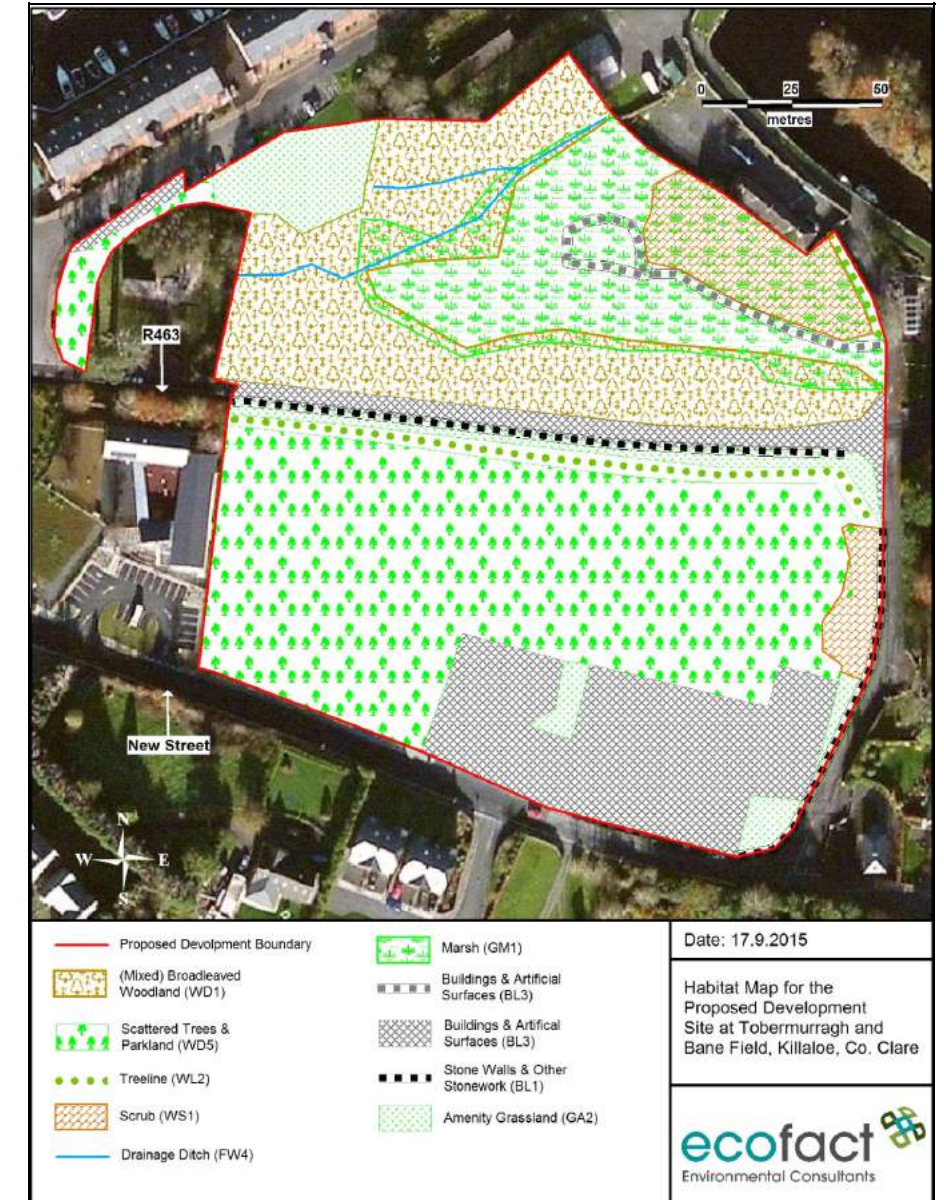 0 25 50
metres
R463
New Street
N
W E
S
Proposed Devolpment Boundary
(Mixed) Broadleaved
Woodland (WD1)
Scattered Trees &
Parkland (WD5)
Treeline (WL2)
Scrub (WS1)
Drainage Ditch (FW4)
Marsh (GM1)
Buildings & Artificial
Surfaces (BL3)
Buildings & Artifical
Surfaces (BL3)
Stone Walls & Other
Stonework (BL1)
Amenity Grassland (GA2)
Date: 17.9.2015
Habitat Map for the
Proposed Development
Site at Tobermurragh and
Bane Field, Killaloe, Co. Clare
ecofact
Environmental Consultants